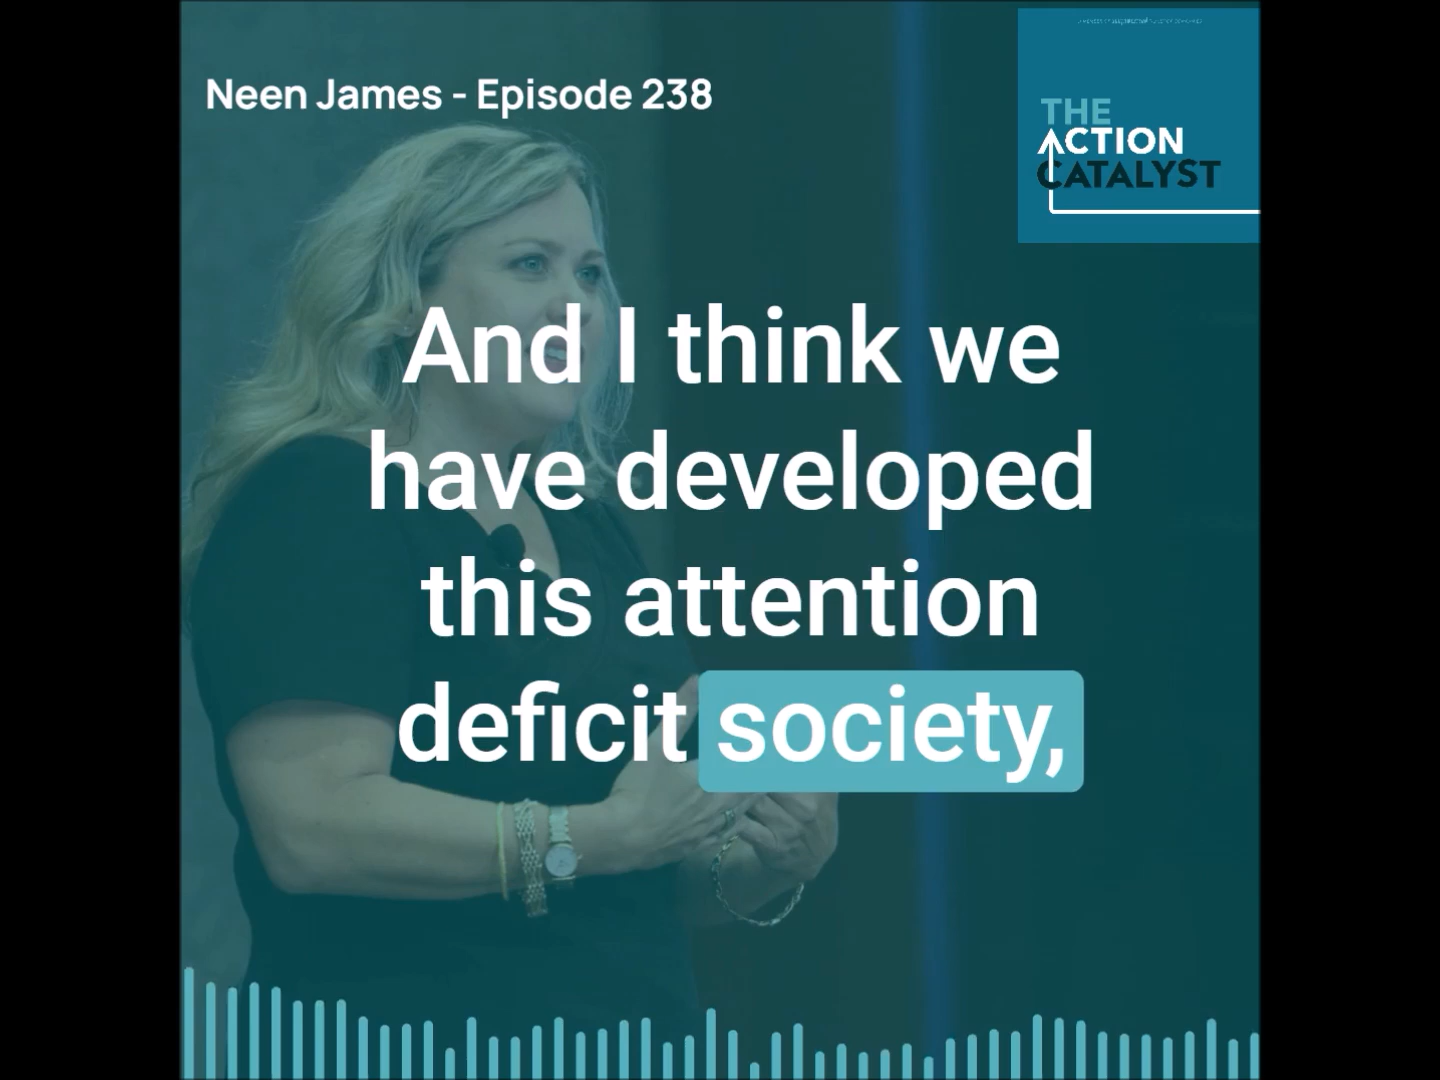 Neen James - Episode 238
THE
ACTION
CATALYST
And I think we
have developed
this attention
deficit society,